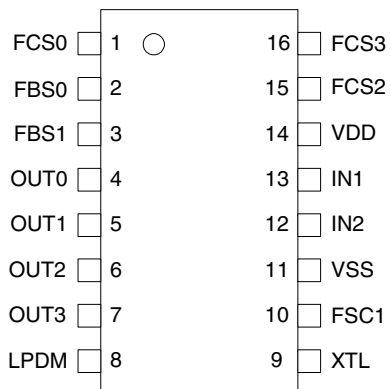 FCS0 1 16 FCS3
FBS0 2 15 FCS2
FBS1 3 14 VDD
OUT0 4 13 IN1
OUT1 5 12 IN2
OUT2 6 11 VSS
OUT3 7 10 FSC1
LPDM 8 9 XTL